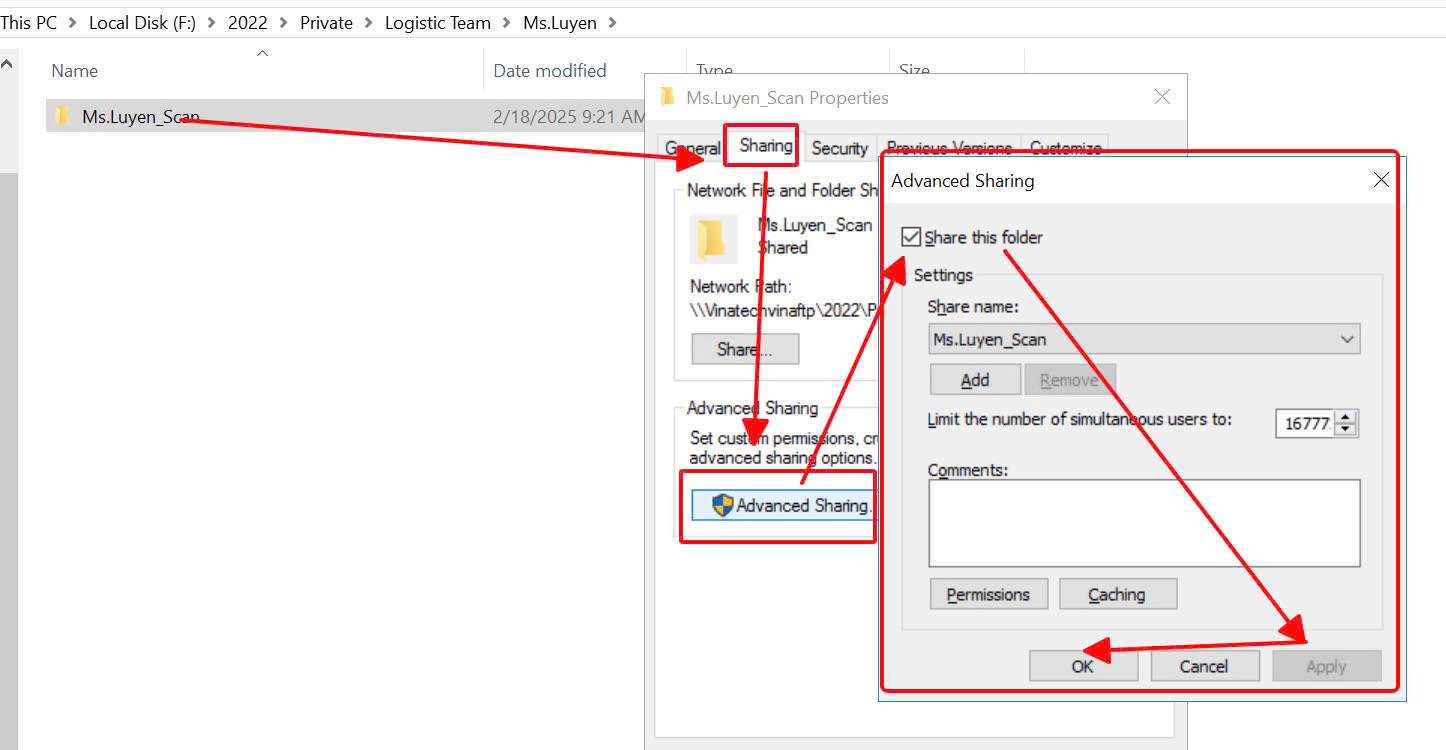 This PC > Local Disk (F:) > 2022 > Private > Logistic Team > Ms.Luyen >
Name Date modified Type Size
Ms.Luyen_Scan 2/18/2025 9:21 AM
Ms.Luyen_Scan Properties
General Sharing Security Previous Versions Customize
Network File and Folder Sh
Ms.Luyen_Scan
Shared
Network Path:
\\Vinatechvinaftp\2022\P
Share...
Advanced Sharing
Set custom permissions, cr
advanced sharing options.
Advanced Sharing.
Advanced Sharing
Share this folder
Settings
Share name:
Ms.Luyen_Scan
Add Remove
Limit the number of simultaneous users to: 16777
Comments:
Permissions Caching
OK Cancel Apply